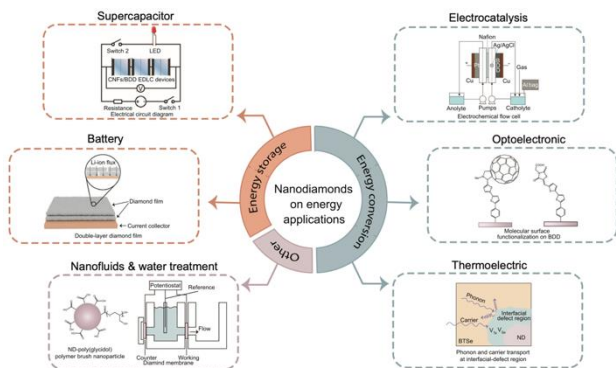 Supercapacitor
Switch 2
LED
CNFs/BDD EDLC devices
V
Resistance
Switch 1
Electrical circuit diagram
Battery
Li-ion flux
Diamond film
Current collector
Double-layer diamond film
Nanofluids & water treatment
ND-poly(glycidol)
polymer brush nanoparticle
Potentiostat
Reference
Flow
Counter
Working
Diamind membrane
Energy storage
Other
Energy conversion
Nanodiamonds
on energy
applications
Electrocatalysis
Nafion
Ag/AgCl
Gas
Cu
Cu
Airbag
Anolyte
Pumps
Catholyte
Electrochemical flow cell
Optoelectronic
Molecular surface
functionalization on BDD
Thermoelectric
Phonon
Carrier
Interfacial
defect region
BTSe
ND
Phonon and carrier transport
at interfacial-defect region